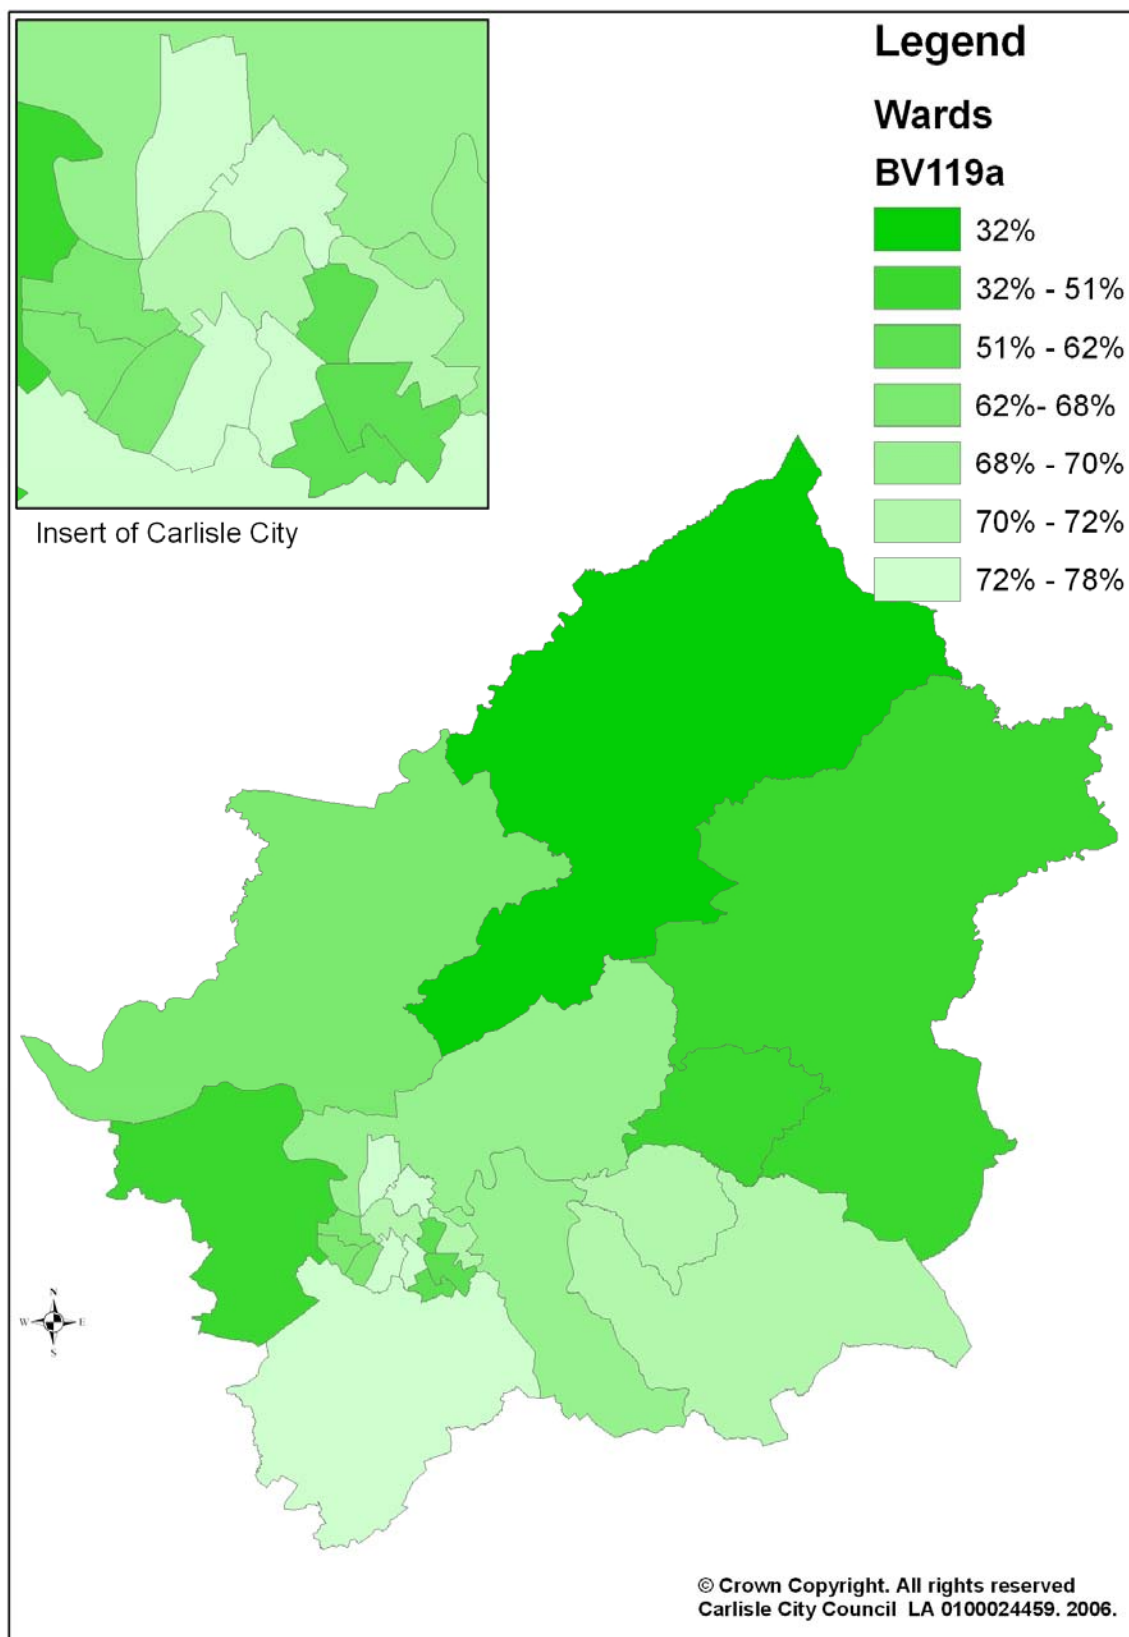 Legend
Wards
BV119a
32%
32% - 51%
51% - 62%
62%- 68%
68% - 70%
70% - 72%
72% - 78%
Insert of Carlisle City
N
W E
S
© Crown Copyright. All rights reserved
Carlisle City Council LA 0100024459. 2006.